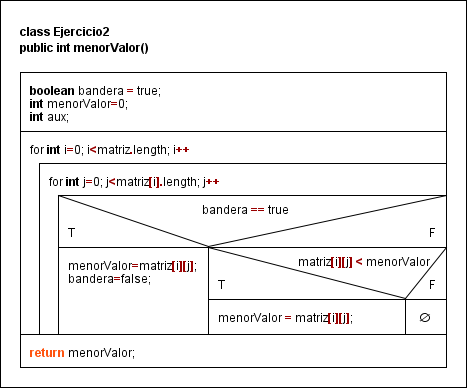 class Ejercicio2
public int menorValor()
boolean bandera = true;
int menorValor=0;
int aux;
for int i=0; i<matriz.length; i++
for int j=0; j<matriz[i].length; j++
bandera == true
T
F
menorValor=matriz[i][j];
bandera=false;
matriz[i][j] < menorValor
T
F
menorValor = matriz[i][j];
∅
return menorValor;